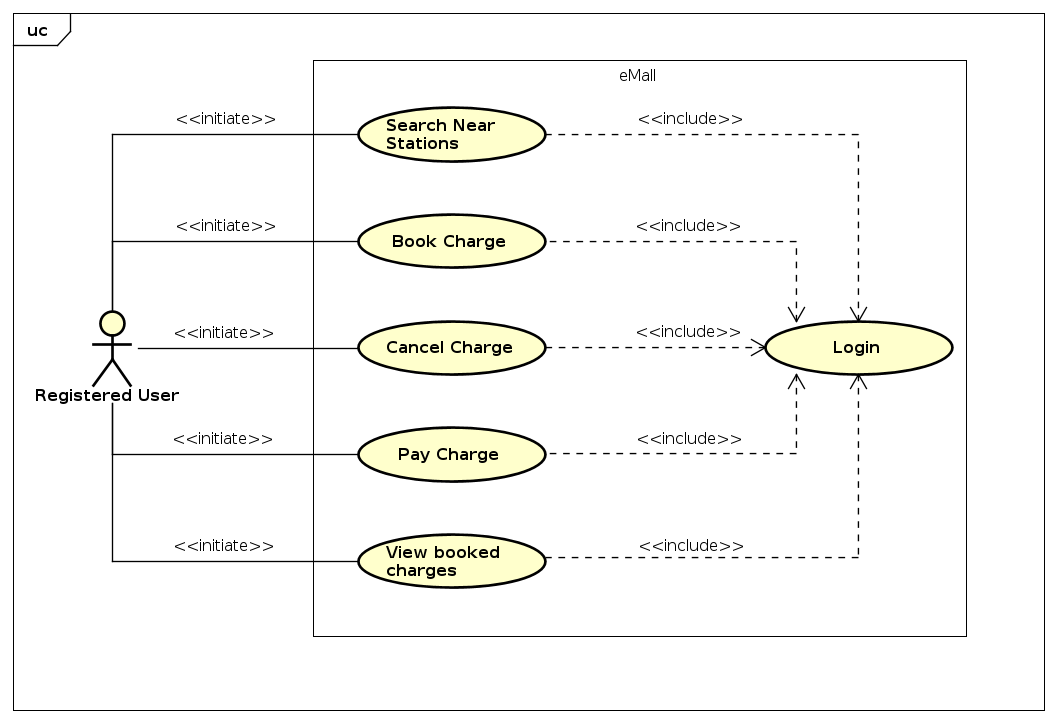 uc
eMall
<<initiate>>
<<include>>
Search Near
Stations
<<initiate>>
<<include>>
Book Charge
<<initiate>>
<<include>>
Cancel Charge
Login
Registered User
<<initiate>>
<<include>>
Pay Charge
<<initiate>>
<<include>>
View booked
charges